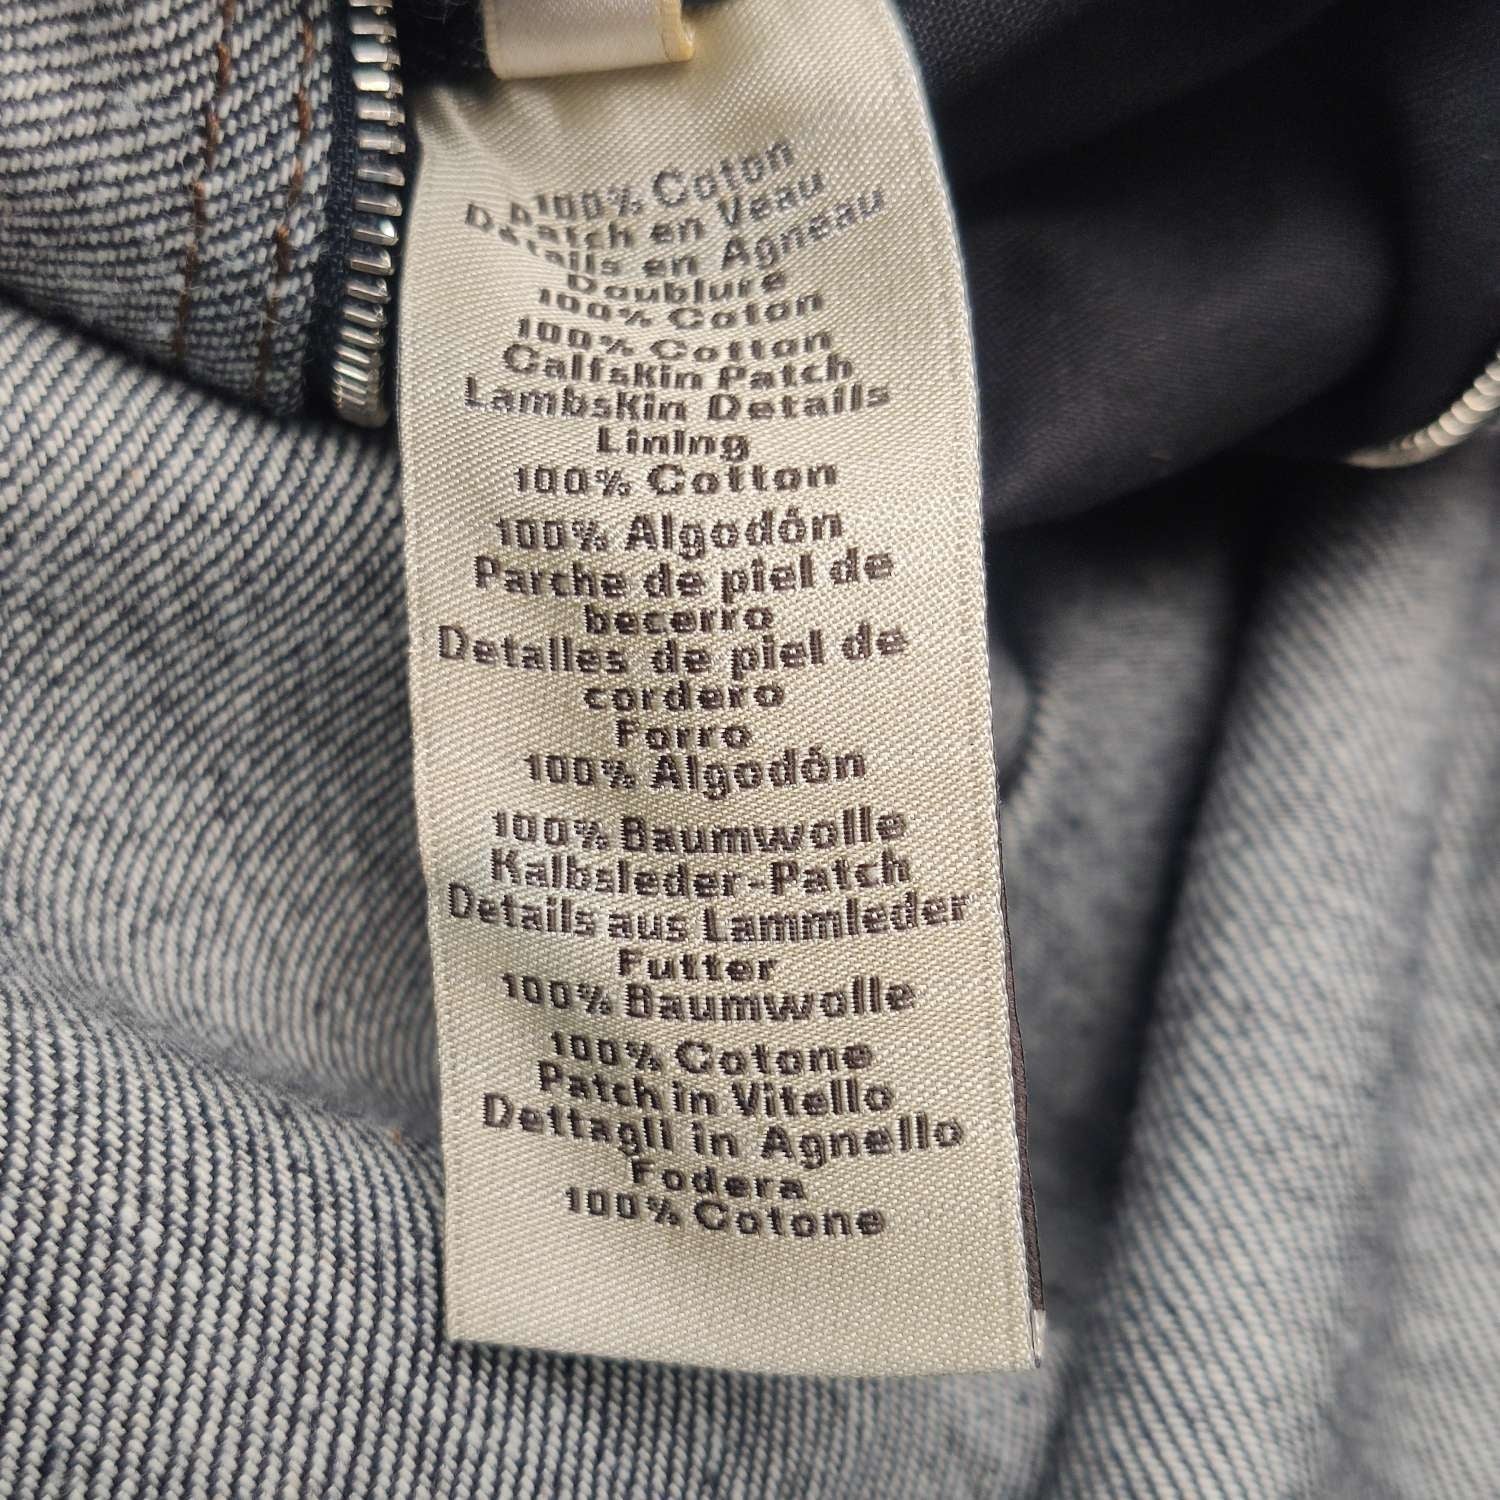 100% Coton
Patch en Veau
Détails en Agneau
Doublure
100% Coton
100% Cotton
Calfskin Patch
Lambskin Details
Lining
100% Cotton
100% Algodón
Parche de piel de
becerro
Detalles de piel de
cordero
Forro
100% Algodón
100% Baumwolle
Kalbsleder-Patch
Details aus Lammleder
Futter
100% Baumwolle
100% Cotone
Patch in Vitello
Dettagli in Agnello
Fodera
100% Cotone